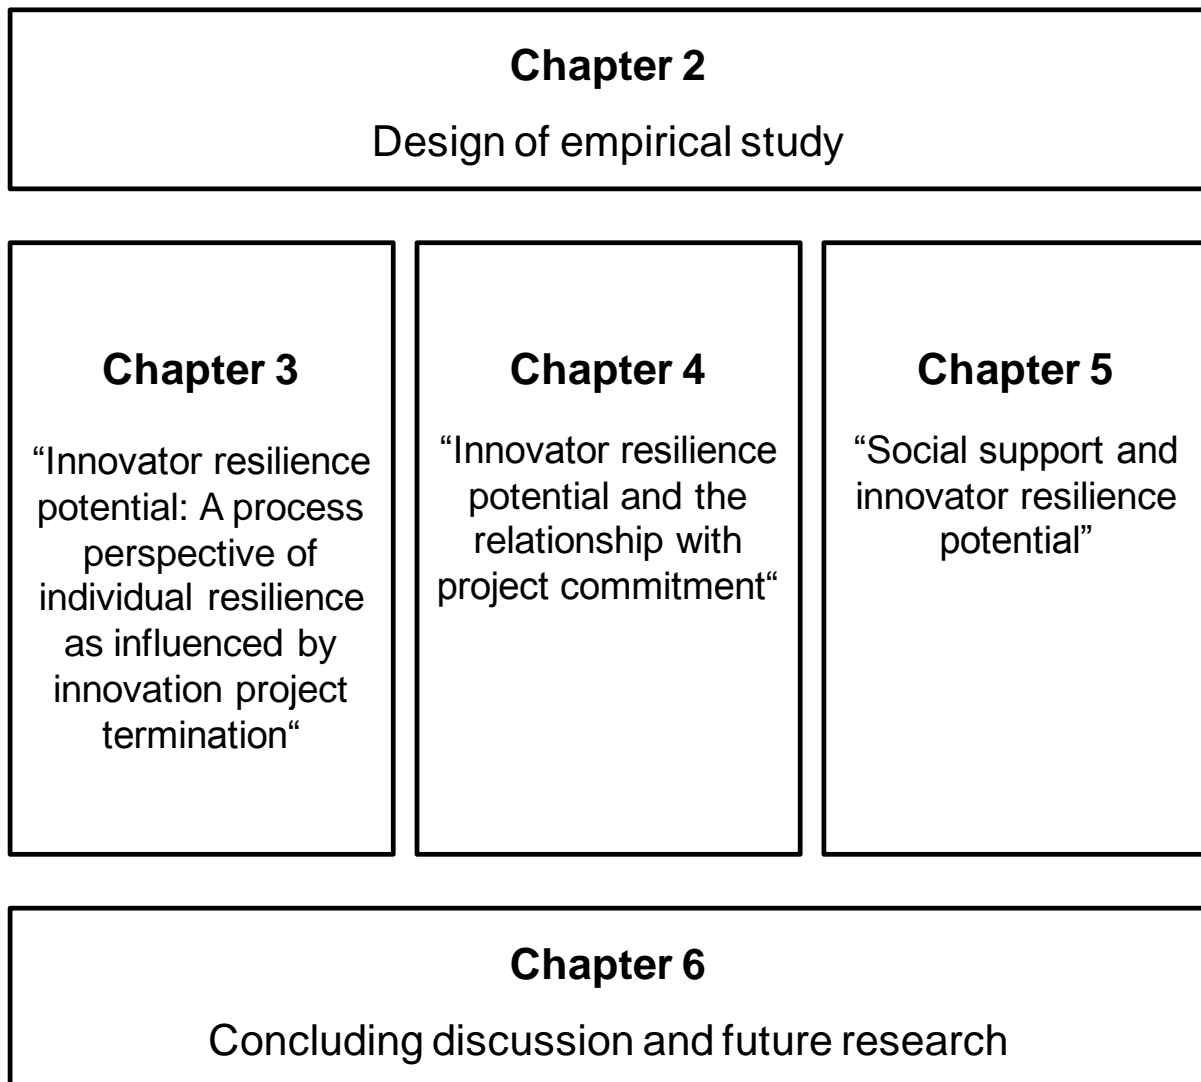 Chapter 2
Design of empirical study
Chapter 3
“Innovator resilience
potential: A process
perspective of
individual resilience
as influenced by
innovation project
termination“
Chapter 4
“Innovator resilience
potential and the
relationship with
project commitment“
Chapter 5
“Social support and
innovator resilience
potential”
Chapter 6
Concluding discussion and future research